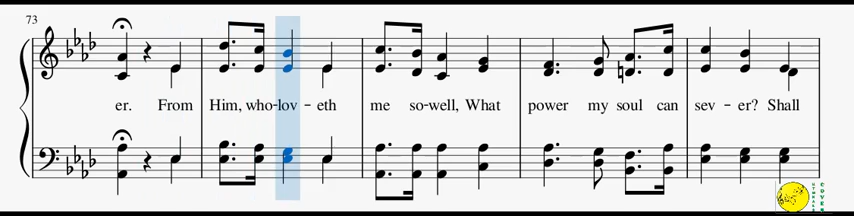 73
er. From Him, who-lov - eth me so-well, What power my soul can sev - er? Shall